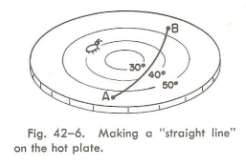 B
30°
40°
50°
A
Fig. 42–6. Making a "straight line"
on the hot plate.